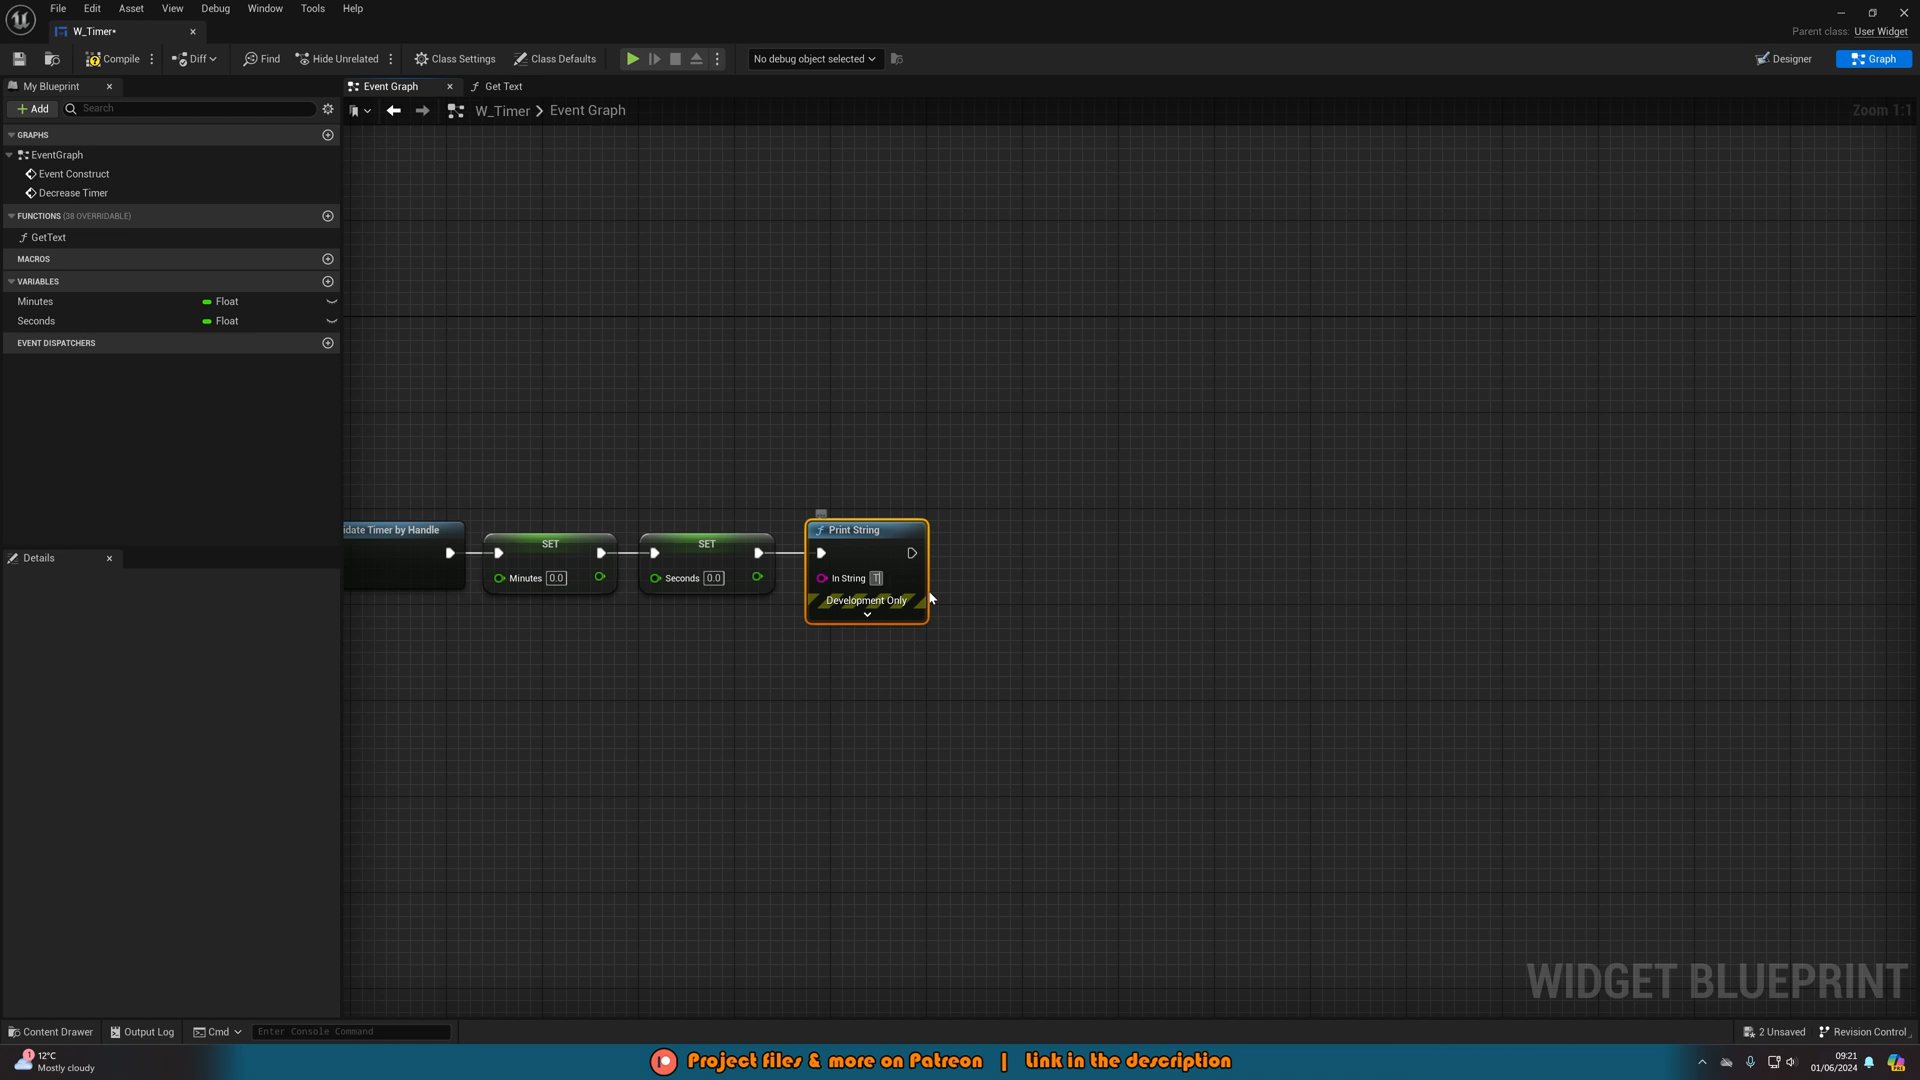 File Edit Asset View Debug Window Tools Help
W_Timer•
Parent class: User Widget
Compile Diff Find Hide Unrelated Class Settings Class Defaults No debug object selected Designer Graph
My Blueprint Event Graph Get Text
Add Search W_Timer > Event Graph Zoom 1:1
GRAPHS
EventGraph
Event Construct
Decrease Timer
FUNCTIONS (38 OVERRIDABLE)
GetText
MACROS
VARIABLES
Minutes Float
Seconds Float
EVENT DISPATCHERS
idate Timer by Handle
SET
Minutes 0.0
SET
Seconds 0.0
Print String
In String T
Development Only
Details
WIDGET BLUEPRINT
Content Drawer Output Log Cmd Enter Console Command 2 Unsaved Revision Control
1
12°C
Mostly cloudy
Project files & more on Patreon | Link in the description
09:21
01/06/2024